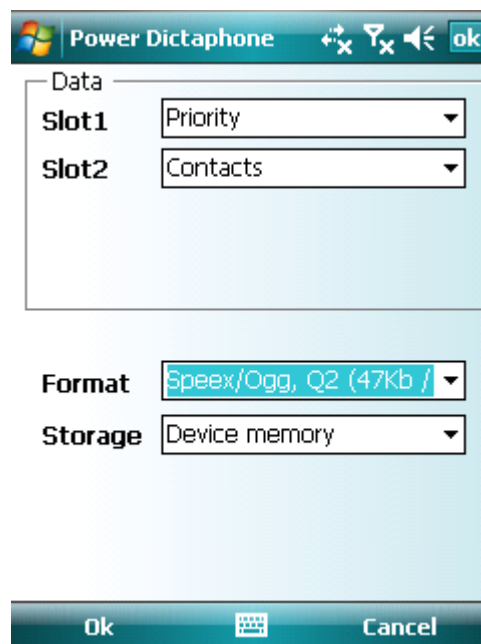 Power Dictaphone ok
Data
Slot1 Priority
Slot2 Contacts
Format Speex/Ogg, Q2 (47Kb /
Storage Device memory
Ok Cancel